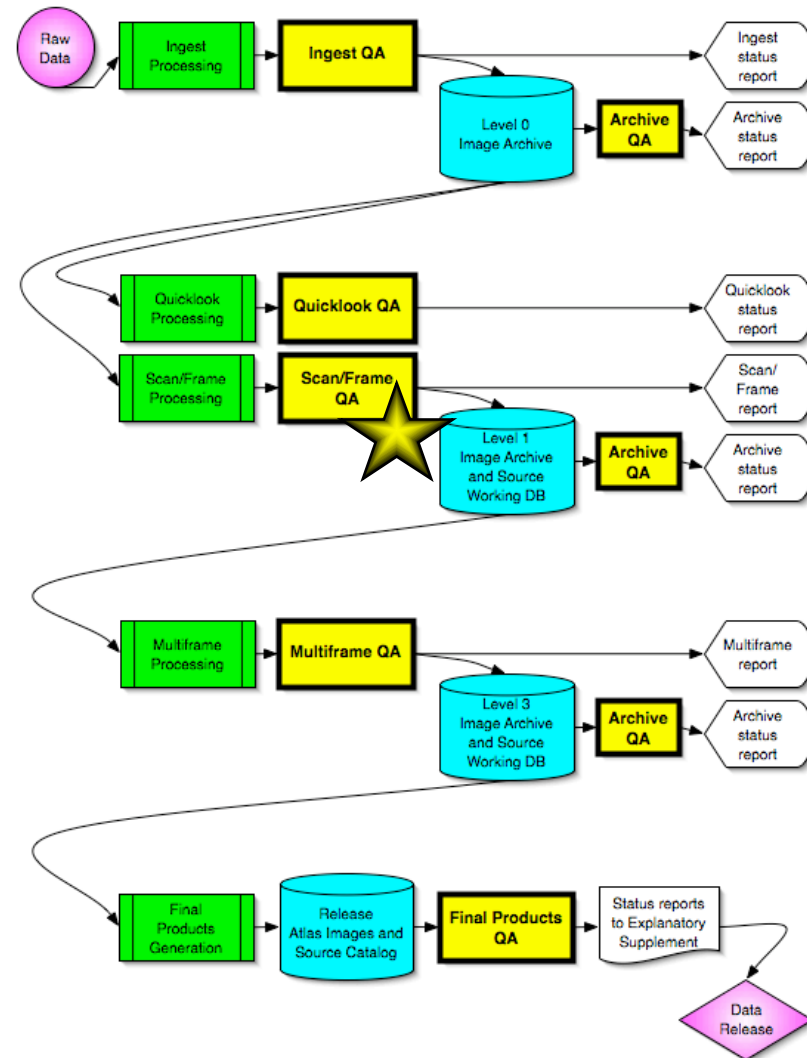 Raw
Data
Ingest
Processing
Ingest QA
Ingest
status
report
Level 0
Image Archive
Archive
QA
Archive
status
report
Quicklook
Processing
Quicklook QA
Quicklook
status
report
Scan/Frame
Processing
Scan/Frame
QA
Scan/
Frame
report
Level 1
Image Archive
and Source
Working DB
Archive
QA
Archive
status
report
Multiframe
Processing
Multiframe QA
Multiframe
report
Level 3
Image Archive
and Source
Working DB
Archive
QA
Archive
status
report
Final
Products
Generation
Release
Atlas Images and
Source Catalog
Final Products
QA
Status reports
to Explanatory
Supplement
Data
Release